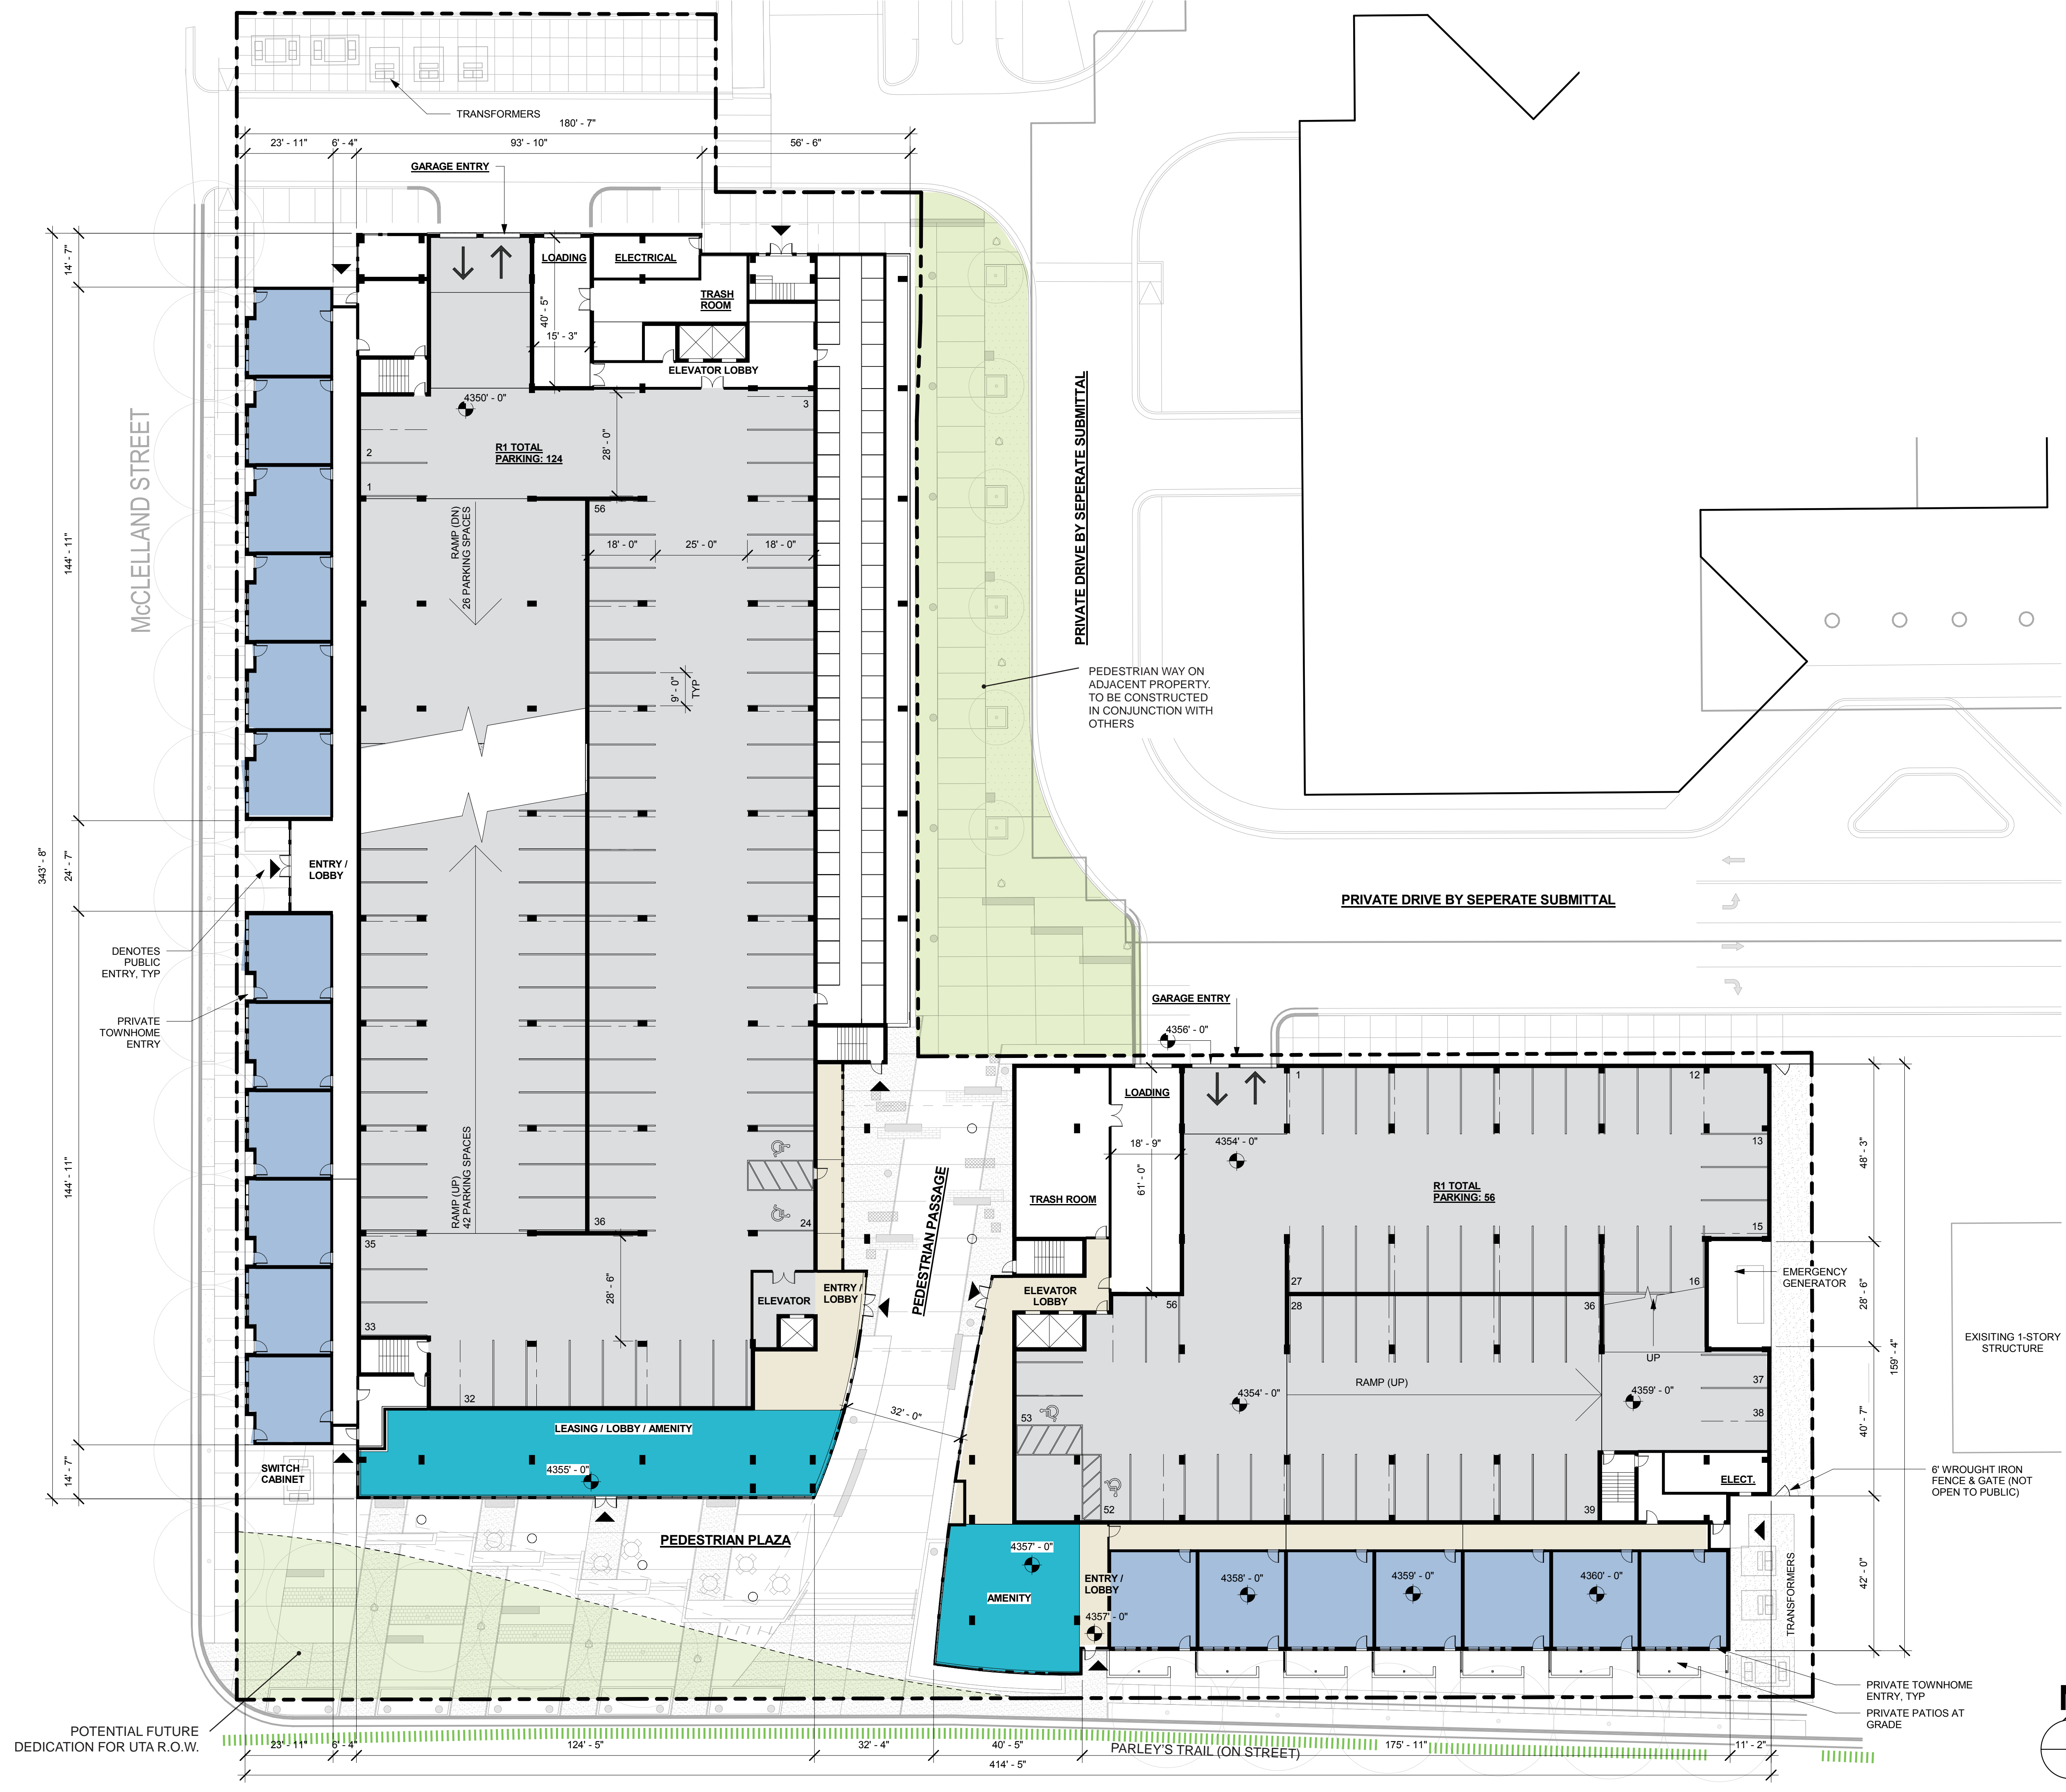 TRANSFORMERS
180' - 7"
23' - 11"
6' - 4"
93' - 10"
56' - 6"
GARAGE ENTRY
14' - 7"
LOADING
ELECTRICAL
TRASH
ROOM
40' - 5"
15' - 3"
ELEVATOR LOBBY
4350' - 0"
3
McCLELLAND STREET
2
R1 TOTAL
PARKING: 124
28' - 0"
1
PRIVATE DRIVE BY SEPERATE SUBMITTAL
RAMP (DN)
26 PARKING SPACES
56
18' - 0"
25' - 0"
18' - 0"
144' - 11"
9' - 0"
TYP
PEDESTRIAN WAY ON
ADJACENT PROPERTY.
TO BE CONSTRUCTED
IN CONJUNCTION WITH
OTHERS
343' - 8"
24' - 7"
ENTRY /
LOBBY
PRIVATE DRIVE BY SEPERATE SUBMITTAL
DENOTES
PUBLIC
ENTRY, TYP
PRIVATE
TOWNHOME
ENTRY
GARAGE ENTRY
4356' - 0"
1
12
LOADING
144' - 11"
RAMP (UP)
42 PARKING SPACES
4354' - 0"
13
48' - 3"
18' - 9"
61' - 0"
R1 TOTAL
PARKING: 56
TRASH ROOM
PEDESTRIAN PASSAGE
36
24
15
35
28' - 6"
ENTRY /
LOBBY
ELEVATOR
ELEVATOR
LOBBY
27
16
EMERGENCY
GENERATOR
28' - 6"
56
28
36
33
EXISITING 1-STORY
STRUCTURE
159' - 4"
UP
RAMP (UP)
37
4354' - 0"
4359' - 0"
32
32' - 0"
53
38
40' - 7"
LEASING / LOBBY / AMENITY
4355' - 0"
14' - 7"
SWITCH
CABINET
ELECT.
6' WROUGHT IRON
FENCE & GATE (NOT
OPEN TO PUBLIC)
52
39
PEDESTRIAN PLAZA
4357' - 0"
AMENITY
ENTRY /
LOBBY
4357' - 0"
4358' - 0"
4359' - 0"
4360' - 0"
TRANSFORMERS
42' - 0"
PRIVATE TOWNHOME
ENTRY, TYP
PRIVATE PATIOS AT
GRADE
POTENTIAL FUTURE
DEDICATION FOR UTA R.O.W.
23' - 11"
6' - 4"
124' - 5"
32' - 4"
40' - 5"
PARLEY'S TRAIL (ON STREET)
175' - 11"
11' - 2"
414' - 5"